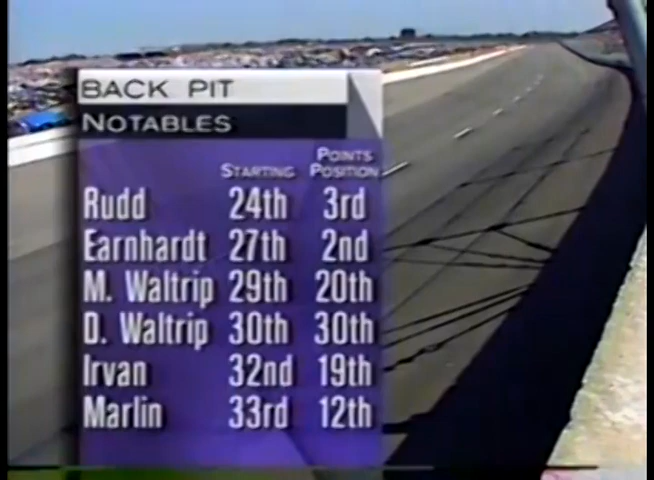 BACK PIT
NOTABLES
STARTING POINTS POSITION
Rudd 24th 3rd
Earnhardt 27th 2nd
M. Waltrip 29th 20th
D. Waltrip 30th 30th
Irvan 32nd 19th
Marlin 33rd 12th